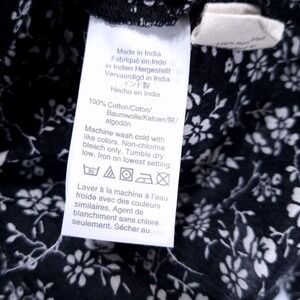 Made in India
Fabriqué en Inde
In Indien Hergestellt
Vervaardigd in India
インド製
Hecho en India
100% Cotton/Coton/
Baumwolle/Katoen/綿/
algodón
Machine wash cold with
like colors. Non-chlorine
bleach only. Tumble dry
low. Iron on lowest setting.
Laver à la machine à l'eau
froide avec des couleurs
similaires. Agent de
blanchiment sans chlore
seulement. Sécher au